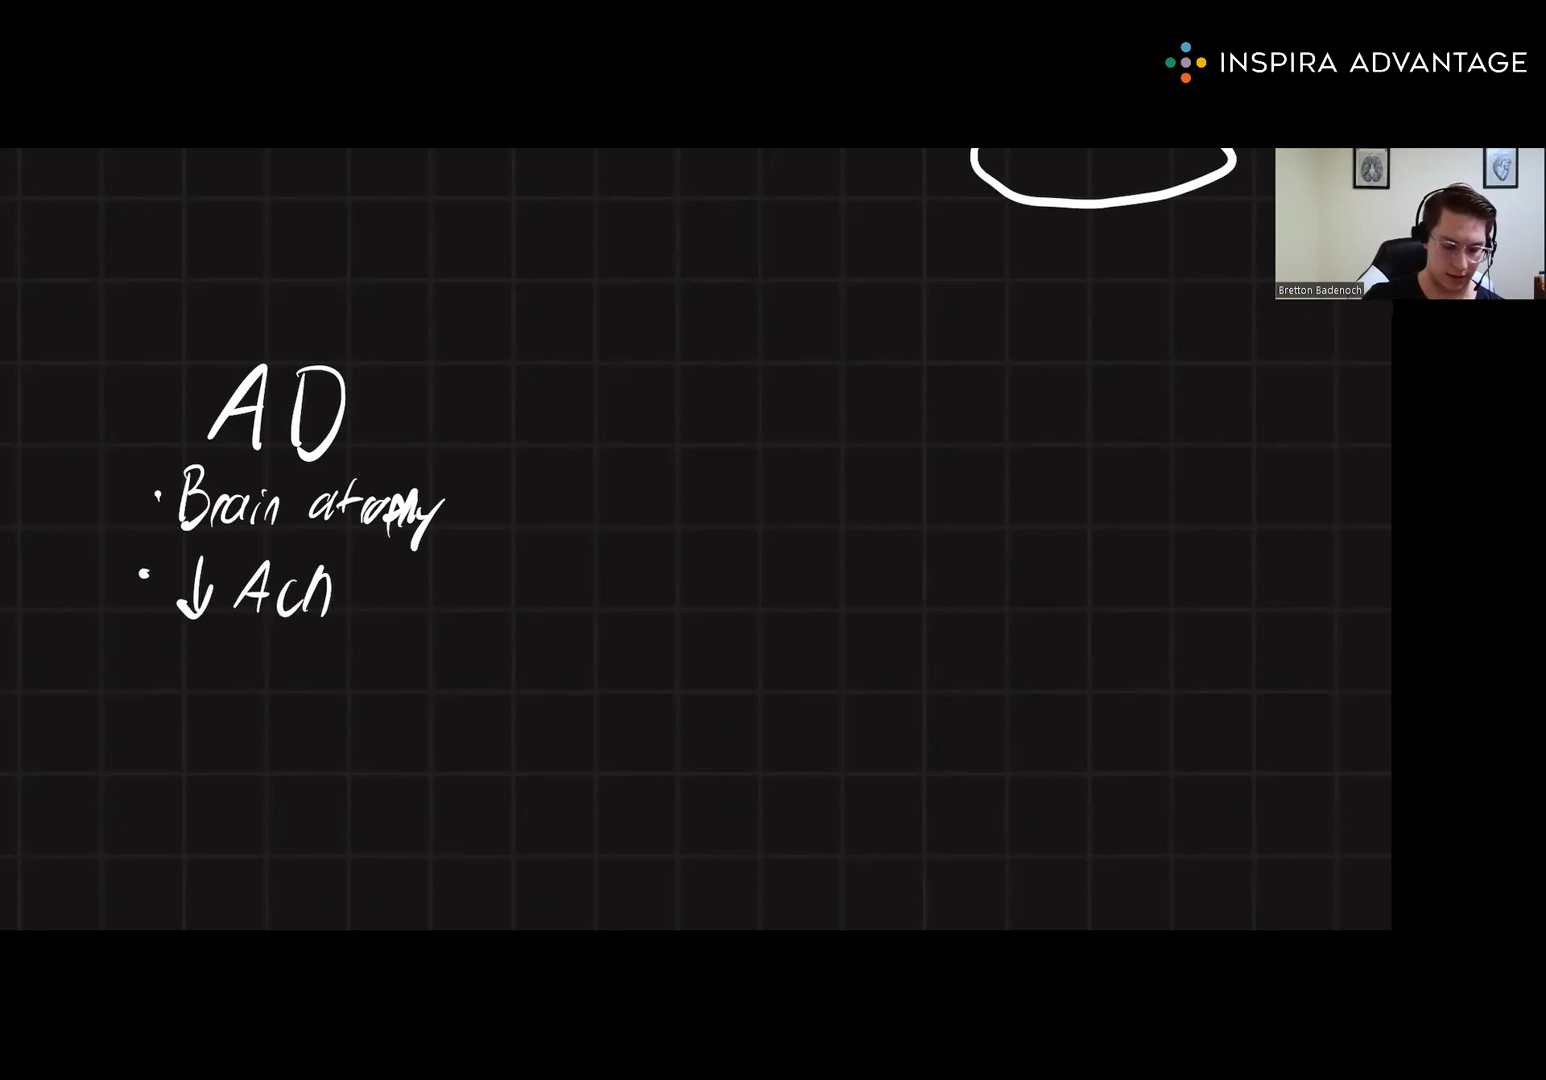 INSPIRA ADVANTAGE
Bretton Badenoch
AD
· Brain atrophy
· ↓ Ach